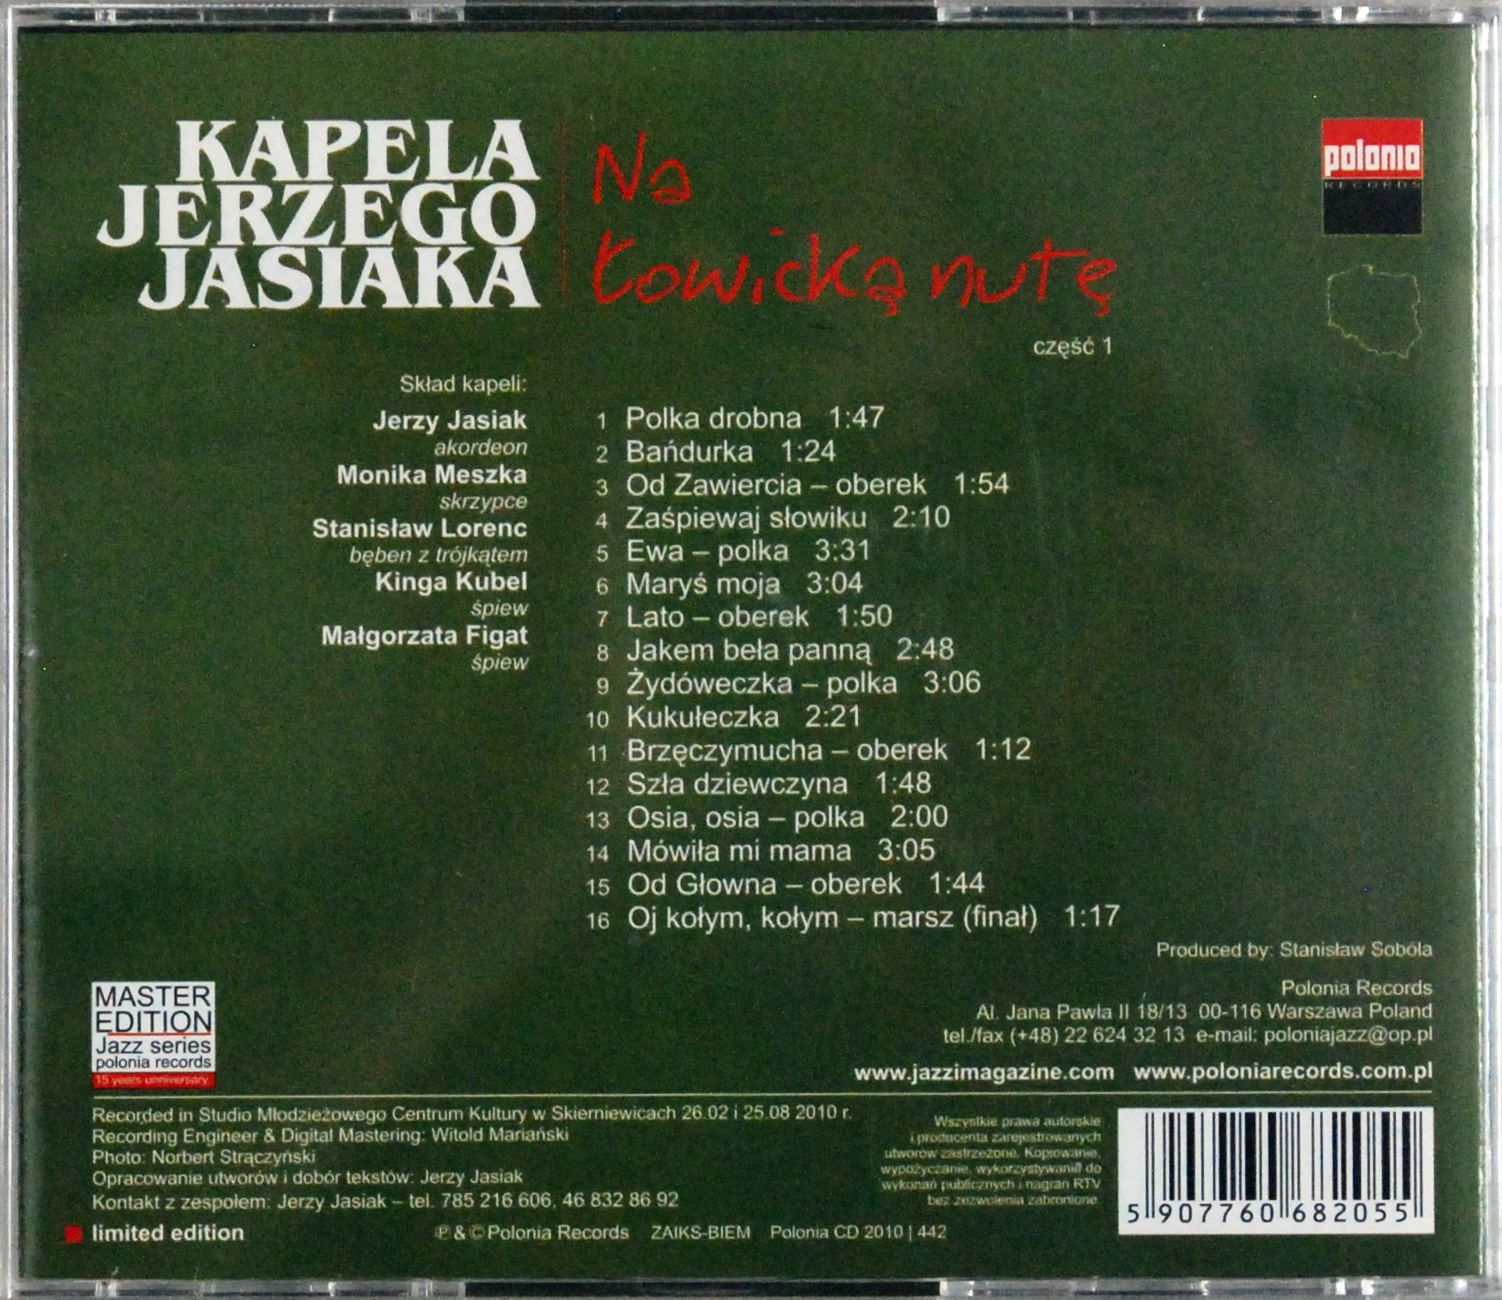 KAPELA
JERZEGO
JASIAKA
Na
Łowicką nutę
część 1
polonia
RECORDS
Skład kapeli:
Jerzy Jasiak
akordeon
Monika Meszka
skrzypce
Stanisław Lorenc
bęben z trójkątem
Kinga Kubel
śpiew
Małgorzata Figat
śpiew
1 Polka drobna 1:47
2 Bańdurka 1:24
3 Od Zawiercia – oberek 1:54
4 Zaśpiewaj słowiku 2:10
5 Ewa – polka 3:31
6 Maryś moja 3:04
7 Lato – oberek 1:50
8 Jakem beła panną 2:48
9 Żydóweczka – polka 3:06
10 Kukułeczka 2:21
11 Brzęczymucha – oberek 1:12
12 Szła dziewczyna 1:48
13 Osia, osia – polka 2:00
14 Mówiła mi mama 3:05
15 Od Głowna – oberek 1:44
16 Oj kołym, kołym – marsz (finał) 1:17
Produced by: Stanisław Sobóla
Polonia Records
Al. Jana Pawła II 18/13 00-116 Warszawa Poland
tel./fax (+48) 22 624 32 13 e-mail: poloniajazz@op.pl
www.jazzimagazine.com www.poloniarecords.com.pl
MASTER
EDITION
Jazz series
polonia records
15 years unniversary
Recorded in Studio Młodzieżowego Centrum Kultury w Skierniewicach 26.02 i 25.08 2010 r.
Recording Engineer & Digital Mastering: Witold Mariański
Photo: Norbert Strączyński
Opracowanie utworów i dobór tekstów: Jerzy Jasiak
Kontakt z zespołem: Jerzy Jasiak – tel. 785 216 606, 46 832 86 92
limited edition
℗ & © Polonia Records ZAIKS-BIEM Polonia CD 2010 | 442
Wszystkie prawa autorskie
i producenta zarejestrowanych
utworów zastrzeżone. Kopiowanie,
wypożyczanie, wykorzystywanie do
wykonań publicznych i nagrań RTV
bez zezwolenia zabronione.
5 907760 682055